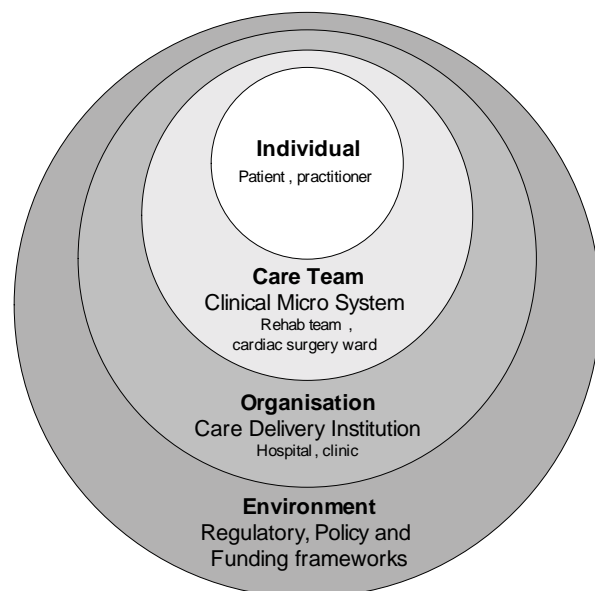 Individual
Patient , practitioner
Care Team
Clinical Micro System
Rehab team ,
cardiac surgery ward
Organisation
Care Delivery Institution
Hospital , clinic
Environment
Regulatory, Policy and
Funding frameworks